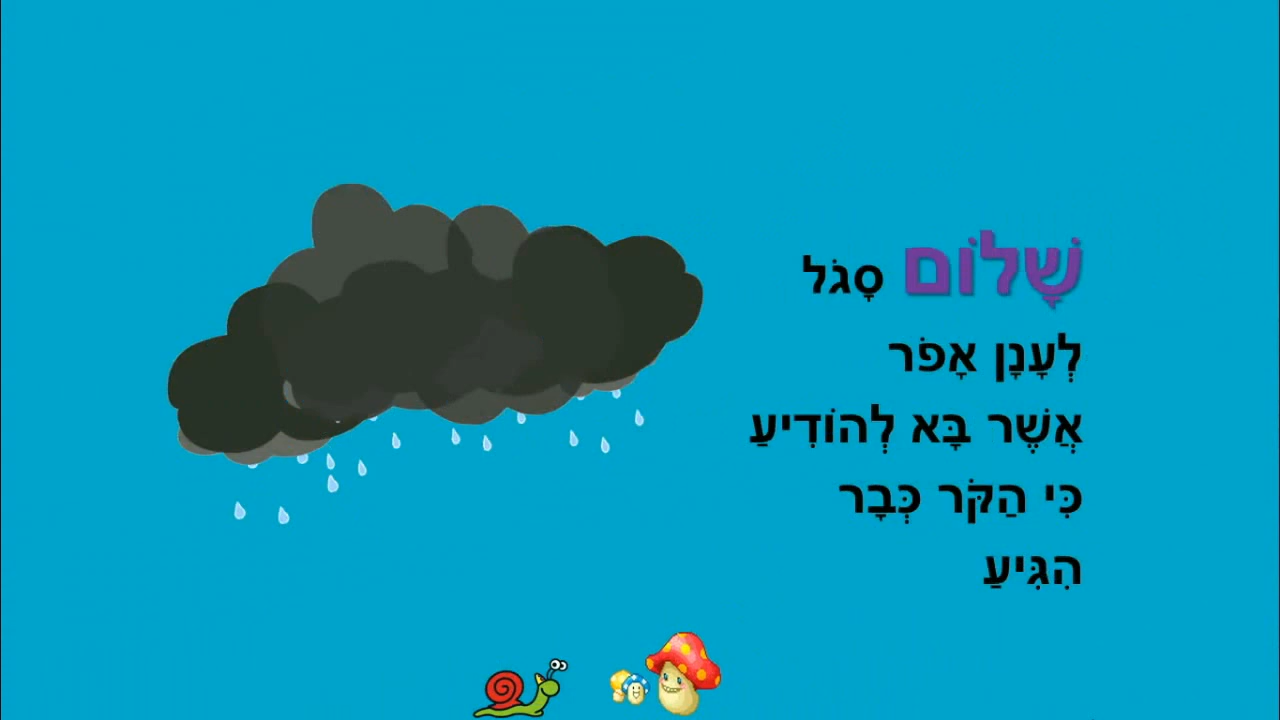 שָׁלוֹם סָגֹל
לְעָנָן אָפֹר
אֲשֶׁר בָּא לְהוֹדִיעַ
כִּי הַקֹּר כְּבָר
הִגִּיעַ